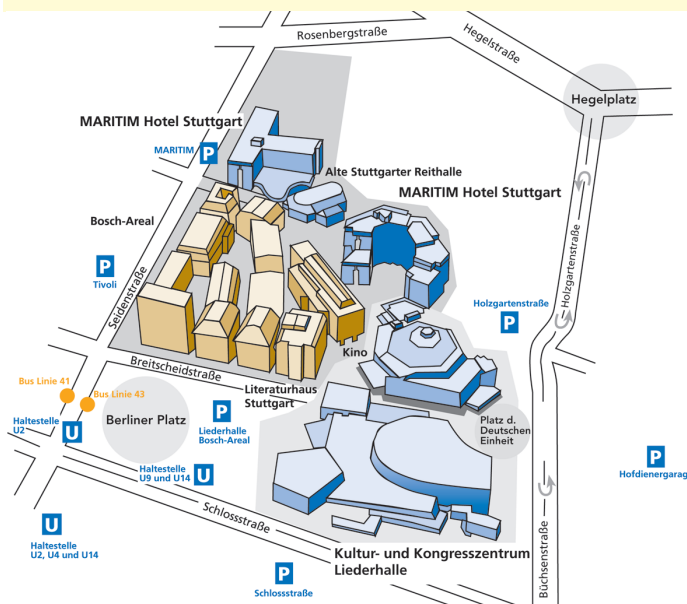 Rosenbergstraße
Hegelstraße
Hegelplatz
MARITIM Hotel Stuttgart
MARITIM P
Alte Stuttgarter Reithalle
MARITIM Hotel Stuttgart
Bosch-Areal
P
Tivoli
Seidenstraße
Holzgartenstraße
Holzgartenstraße
P
Kino
Breitscheidstraße
Literaturhaus
Stuttgart
Bus Linie 41
Bus Linie 43
Berliner Platz
Haltestelle
U2
U
P
Liederhalle
Bosch-Areal
Platz d.
Deutschen
Einheit
P
Hofdienergarag
Haltestelle
U9 und U14
U
Schlossstraße
U
Haltestelle
U2, U4 und U14
Büchsenstraße
Kultur- und Kongresszentrum
Liederhalle
P
Schlossstraße